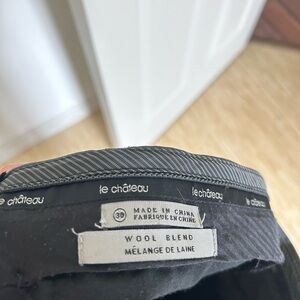 le château
le château
le château
39
MADE IN CHINA
FABRIQUÉ EN CHINE
WOOL BLEND
MÉLANGE DE LAINE